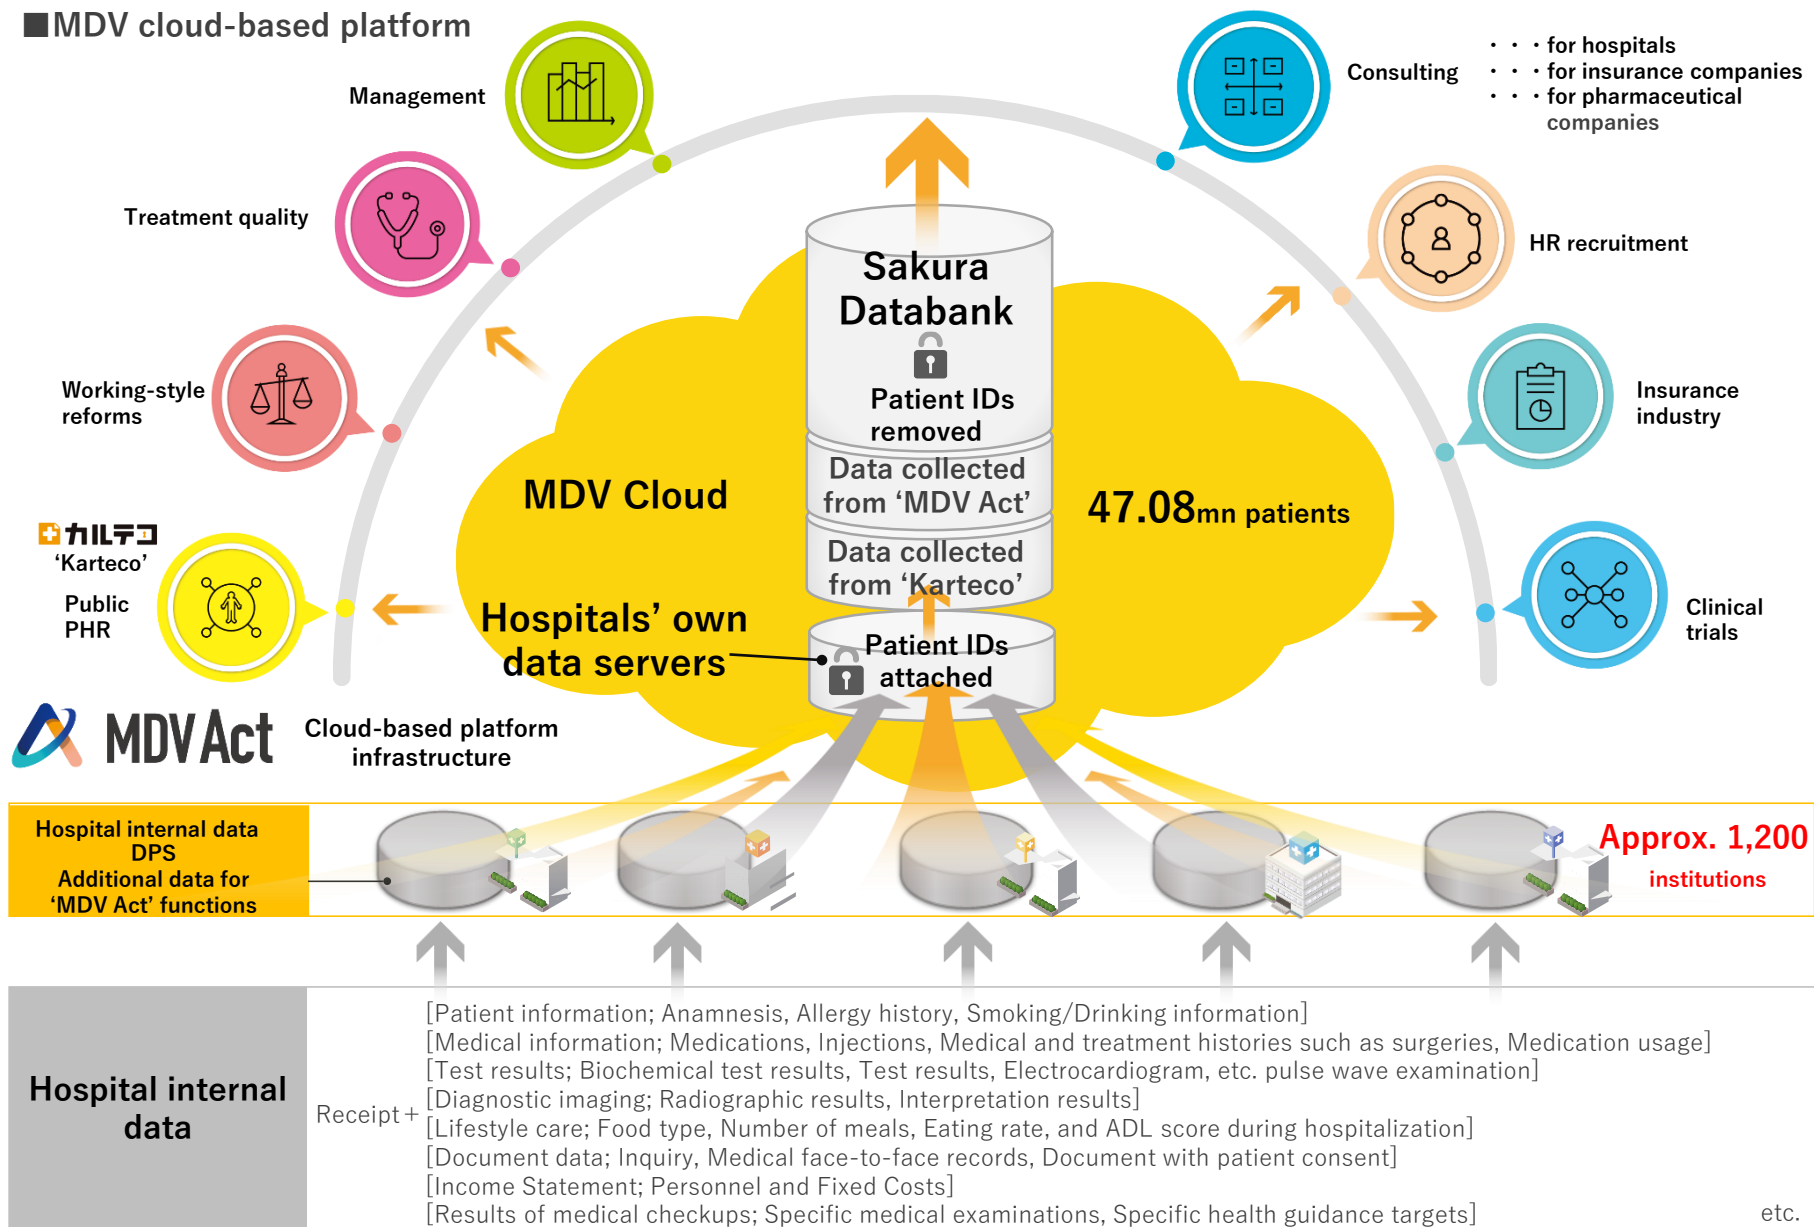 ■MDV cloud-based platform
Management
Treatment quality
Working-style
reforms
カルテコ
‘Karteco’
Public
PHR
Consulting
・・・for hospitals
・・・for insurance companies
・・・for pharmaceutical
companies
HR recruitment
Insurance
industry
Clinical
trials
Sakura
Databank
Patient IDs
removed
Data collected
from ‘MDV Act’
Data collected
from ‘Karteco’
Patient IDs
attached
MDV Cloud
47.08mn patients
Hospitals’ own
data servers
MDV Act
Cloud-based platform
infrastructure
Hospital internal data
DPS
Additional data for
‘MDV Act’ functions
Approx. 1,200
institutions
Hospital internal
data
Receipt+
[Patient information; Anamnesis, Allergy history, Smoking/Drinking information]
[Medical information; Medications, Injections, Medical and treatment histories such as surgeries, Medication usage]
[Test results; Biochemical test results, Test results, Electrocardiogram, etc. pulse wave examination]
[Diagnostic imaging; Radiographic results, Interpretation results]
[Lifestyle care; Food type, Number of meals, Eating rate, and ADL score during hospitalization]
[Document data; Inquiry, Medical face-to-face records, Document with patient consent]
[Income Statement; Personnel and Fixed Costs]
[Results of medical checkups; Specific medical examinations, Specific health guidance targets]
etc.